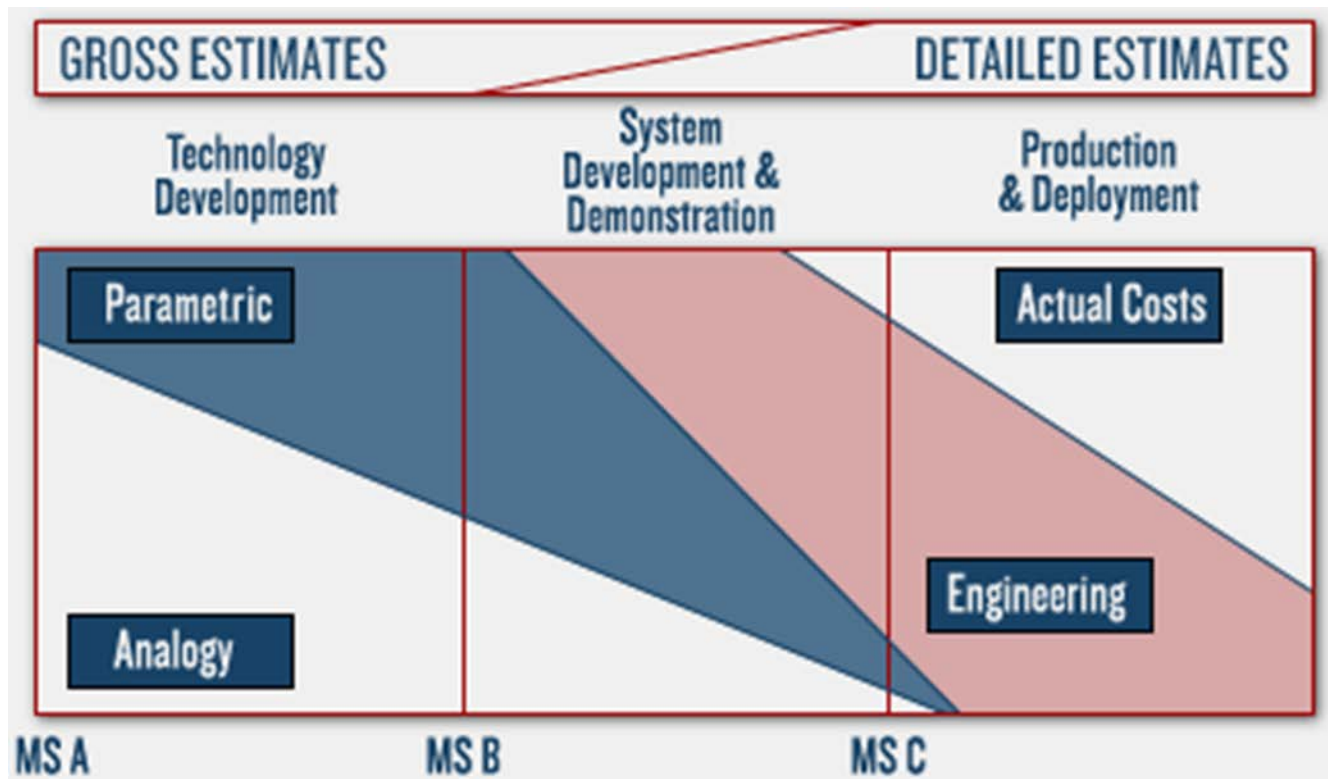 GROSS ESTIMATES
DETAILED ESTIMATES
Technology
Development
System
Development &
Demonstration
Production
& Deployment
Parametric
Actual Costs
Engineering
Analogy
MS A
MS B
MS C